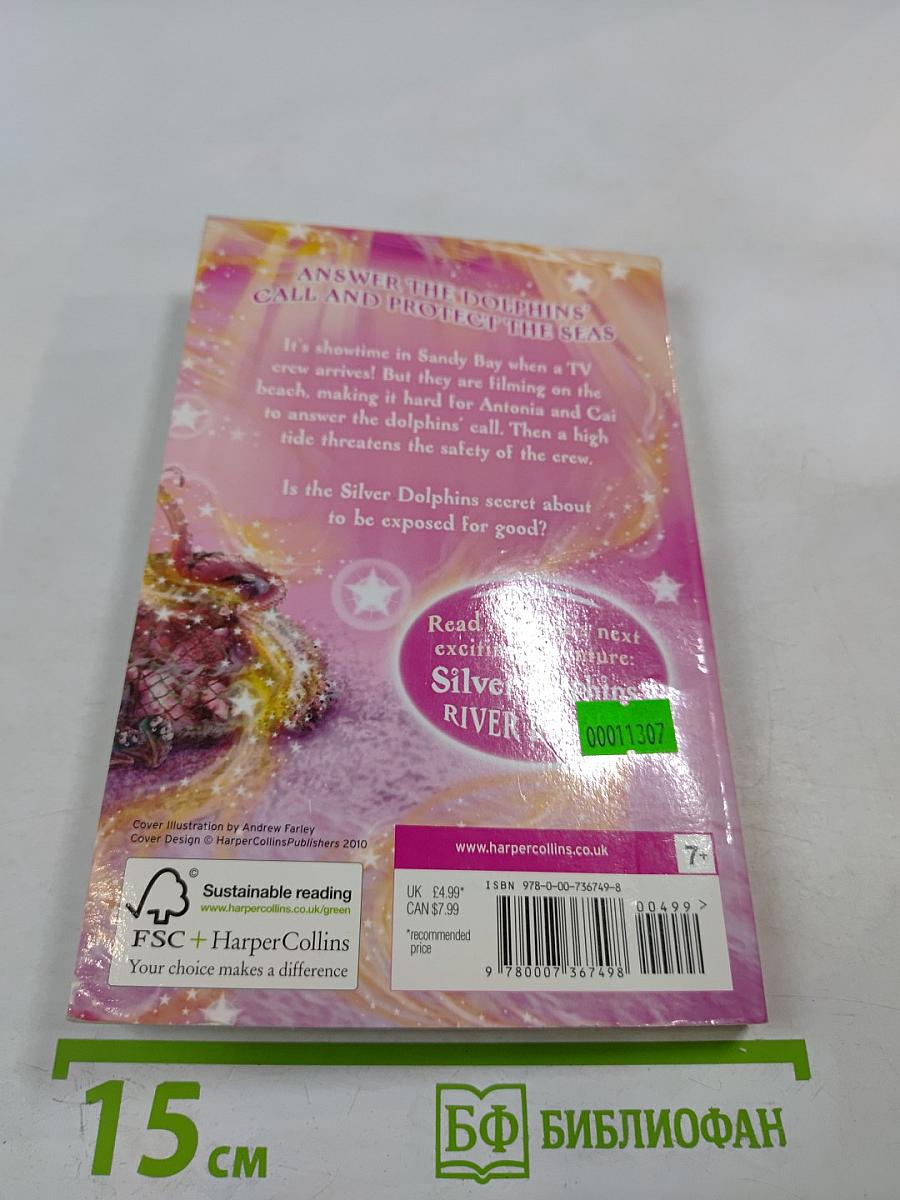 ANSWER THE DOLPHINS'
CALL AND PROTECT THE SEAS
It's showtime in Sandy Bay when a TV
crew arrives! But they are filming on the
beach, making it hard for Antonia and Cai
to answer the dolphins' call. Then a high
tide threatens the safety of the crew.
Is the Silver Dolphins secret about
to be exposed for good?
Read next
RIVER
00011307
Cover Illustration by Andrew Farley
Cover Design © HarperCollinsPublishers 2010
©
Sustainable reading
www.harpercollins.co.uk/green
FSC + HarperCollins
Your choice makes a difference
www.harpercollins.co.uk
7+
UK £4.99*
CAN $7.99
*recommended
price
ISBN 978-0-00-736749-8
00499 >
9 780007 367498
15 см
БФ БИБЛИОФАН